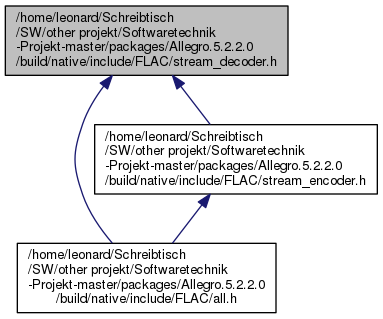 /home/leonard/Schreibtisch
/SW/other projekt/Softwaretechnik
-Projekt-master/packages/Allegro.5.2.2.0
/build/native/include/FLAC/stream_decoder.h
/home/leonard/Schreibtisch
/SW/other projekt/Softwaretechnik
-Projekt-master/packages/Allegro.5.2.2.0
/build/native/include/FLAC/stream_encoder.h
/home/leonard/Schreibtisch
/SW/other projekt/Softwaretechnik
-Projekt-master/packages/Allegro.5.2.2.0
/build/native/include/FLAC/all.h